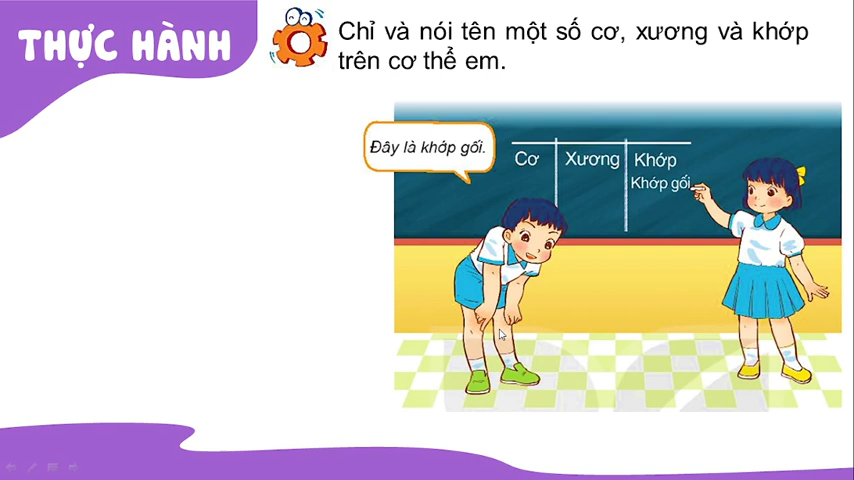 THỰC HÀNH
Chỉ và nói tên một số cơ, xương và khớp
trên cơ thể em.
Đây là khớp gối.
Cơ Xương Khớp
Khớp gối